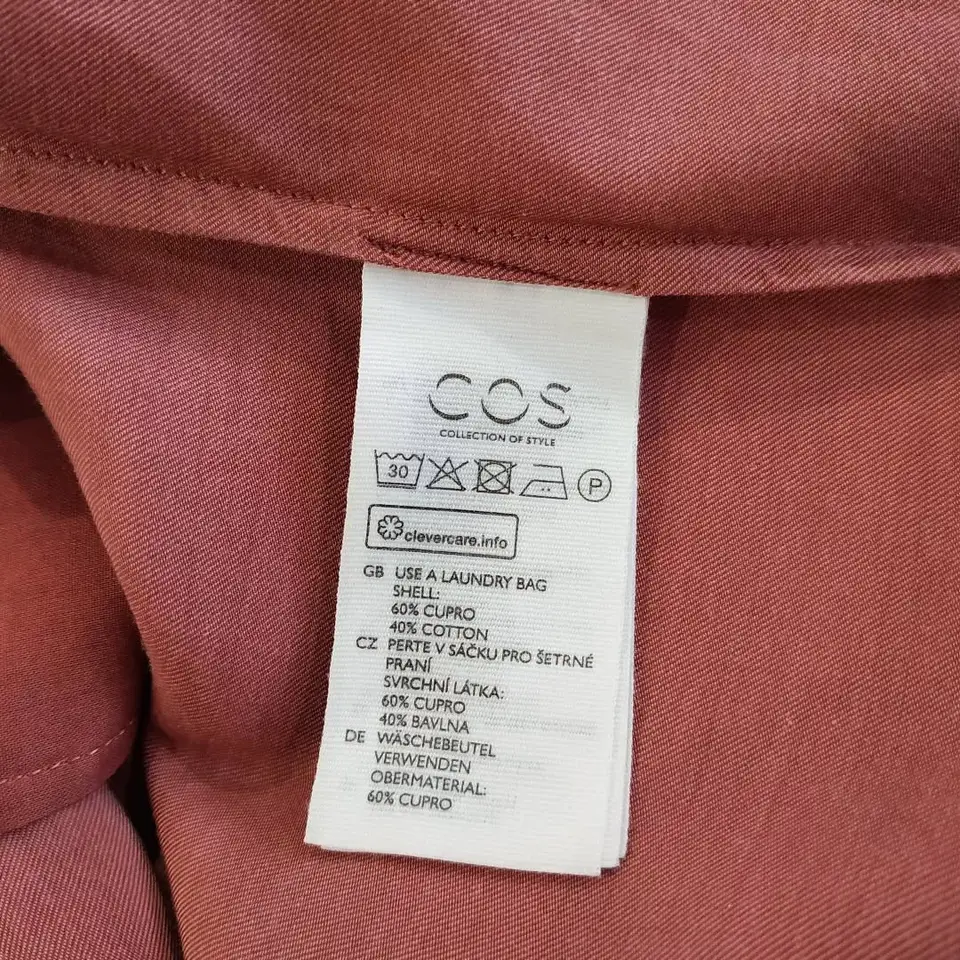 COS
COLLECTION OF STYLE
30 P
clevercare.info
GB USE A LAUNDRY BAG
SHELL:
60% CUPRO
40% COTTON
CZ PERTE V SÁČKU PRO ŠETRNÉ
PRANÍ
SVRCHNÍ LÁTKA:
60% CUPRO
40% BAVLNA
DE WÄSCHEBEUTEL
VERWENDEN
OBERMATERIAL:
60% CUPRO